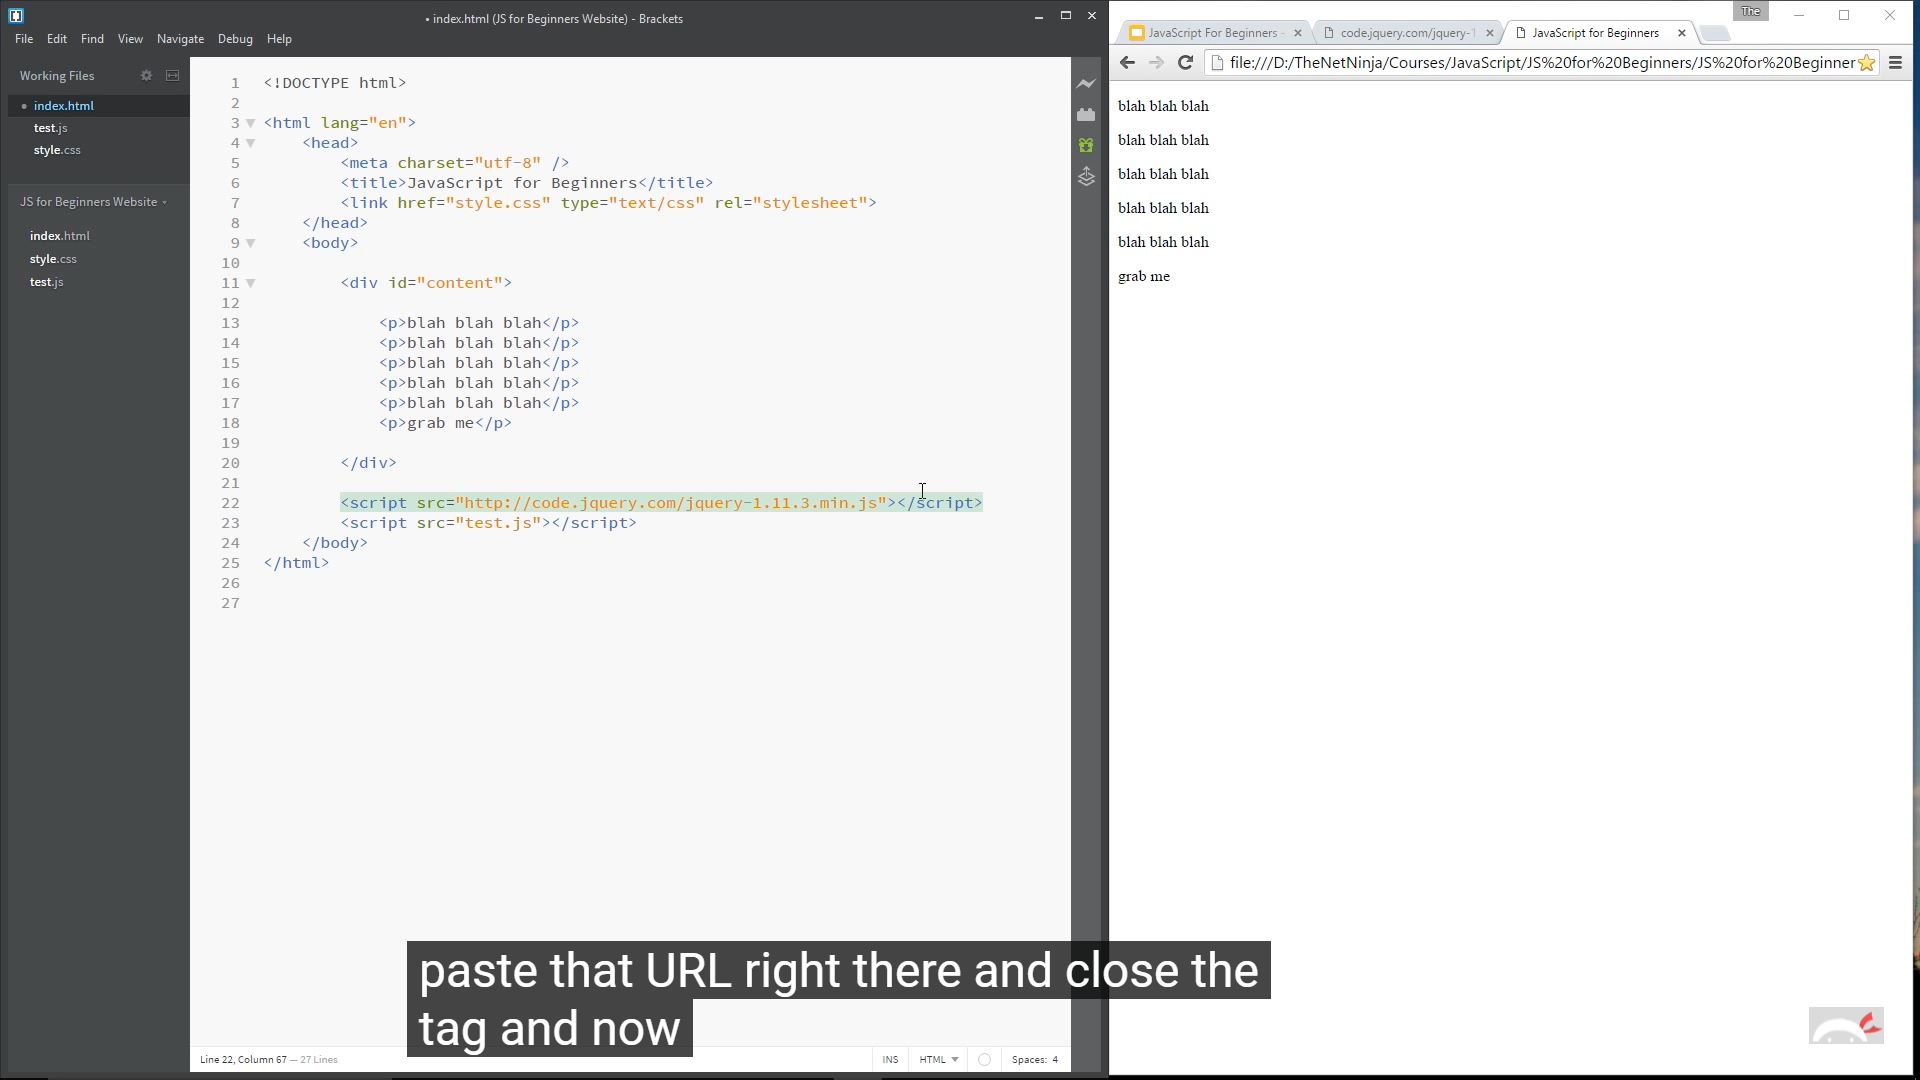 • index.html (JS for Beginners Website) - Brackets
File Edit Find View Navigate Debug Help
Working Files
• index.html
test.js
style.css
JS for Beginners Website
index.html
style.css
test.js
1 <!DOCTYPE html>
2
3 <html lang="en">
4 <head>
5 <meta charset="utf-8" />
6 <title>JavaScript for Beginners</title>
7 <link href="style.css" type="text/css" rel="stylesheet">
8 </head>
9 <body>
10
11 <div id="content">
12
13 <p>blah blah blah</p>
14 <p>blah blah blah</p>
15 <p>blah blah blah</p>
16 <p>blah blah blah</p>
17 <p>blah blah blah</p>
18 <p>grab me</p>
19
20 </div>
21
22 <script src="http://code.jquery.com/jquery-1.11.3.min.js"></script>
23 <script src="test.js"></script>
24 </body>
25 </html>
26
27
Line 22, Column 67 — 27 Lines
INS HTML Spaces: 4
The
JavaScript For Beginners - code.jquery.com/jquery-1 JavaScript for Beginners
file:///D:/TheNetNinja/Courses/JavaScript/JS%20for%20Beginners/JS%20for%20Beginner
blah blah blah
blah blah blah
blah blah blah
blah blah blah
blah blah blah
grab me
paste that URL right there and close the
tag and now